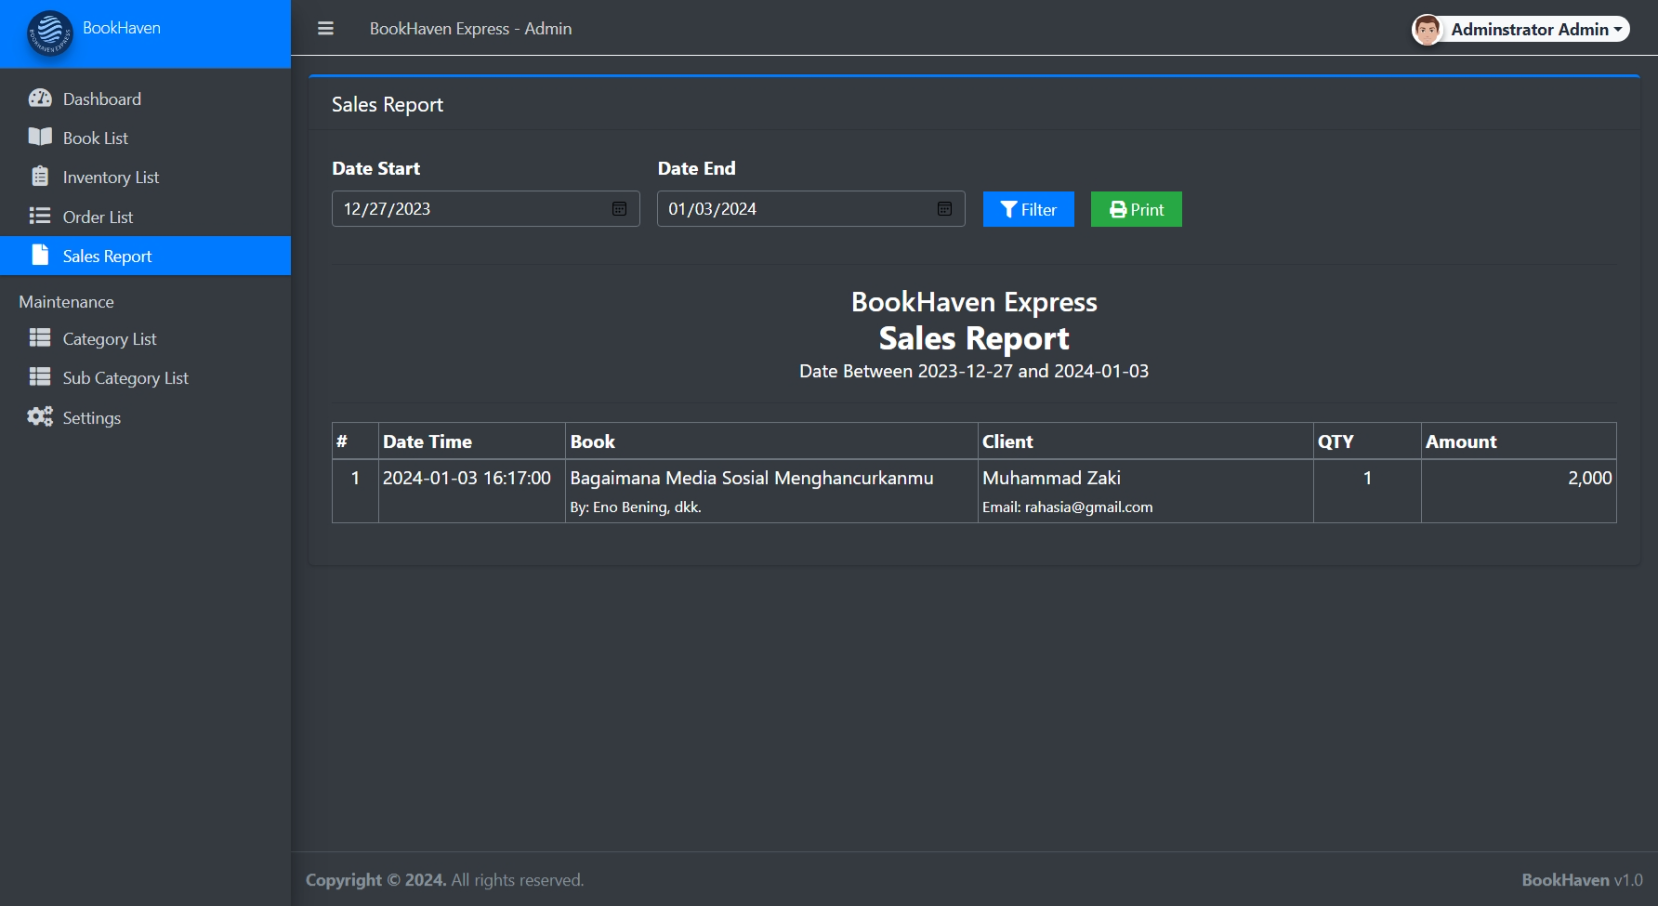 BOOKHAVEN EXPRESS
BookHaven
BookHaven Express - Admin
Adminstrator Admin
Dashboard
Book List
Inventory List
Order List
Sales Report
Maintenance
Category List
Sub Category List
Settings
Sales Report
Date Start
Date End
12/27/2023
01/03/2024
Filter
Print
BookHaven Express
Sales Report
Date Between 2023-12-27 and 2024-01-03
# Date Time Book Client QTY Amount
1 2024-01-03 16:17:00 Bagaimana Media Sosial Menghancurkanmu Muhammad Zaki 1 2,000
By: Eno Bening, dkk. Email: rahasia@gmail.com
Copyright © 2024. All rights reserved.
BookHaven v1.0